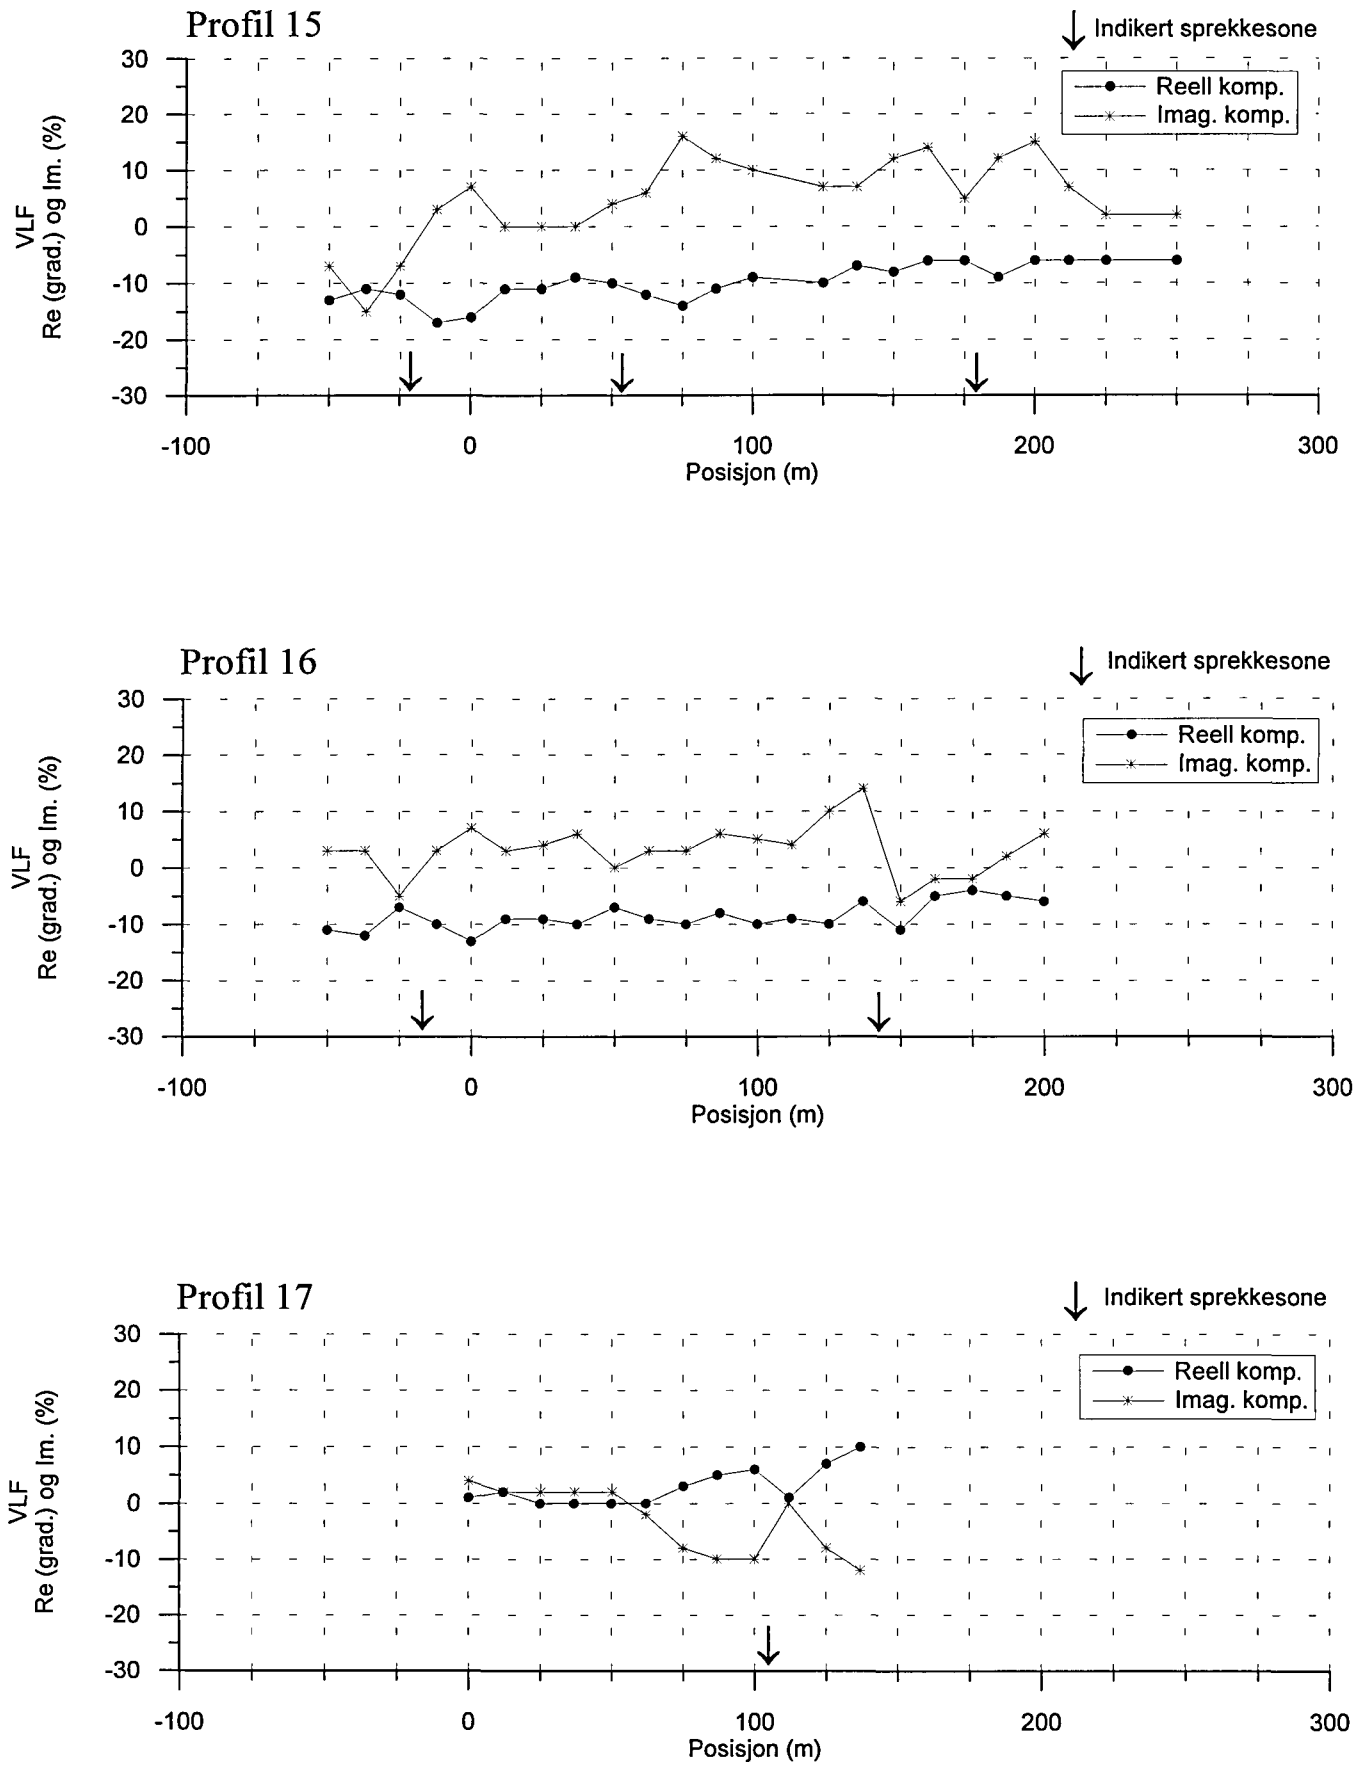 Profil 15
Indikert sprekkesone
Reell komp.
Imag. komp.
VLF
Re (grad.) og Im. (%)
30
20
10
0
-10
-20
-30
-100 0 100 200 300
Posisjon (m)
Profil 16
Indikert sprekkesone
Reell komp.
Imag. komp.
VLF
Re (grad.) og Im. (%)
30
20
10
0
-10
-20
-30
-100 0 100 200 300
Posisjon (m)
Profil 17
Indikert sprekkesone
Reell komp.
Imag. komp.
VLF
Re (grad.) og Im. (%)
30
20
10
0
-10
-20
-30
-100 0 100 200 300
Posisjon (m)